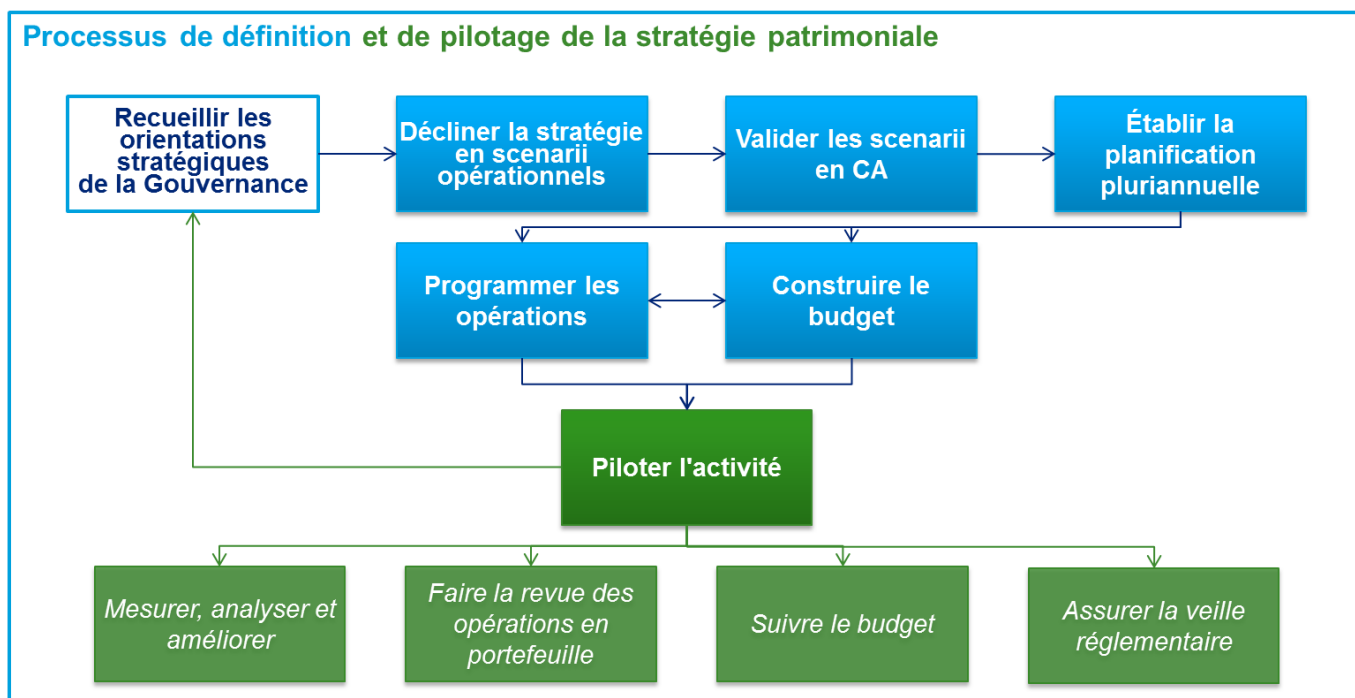 Processus de définition et de pilotage de la stratégie patrimoniale
Recueillir les
orientations
stratégiques
de la Gouvernance
Décliner la stratégie
en scenarii
opérationnels
Valider les scenarii
en CA
Établir la
planification
pluriannuelle
Programmer les
opérations
Construire le
budget
Piloter l'activité
Mesurer, analyser et
améliorer
Faire la revue des
opérations en
portefeuille
Suivre le budget
Assurer la veille
réglementaire